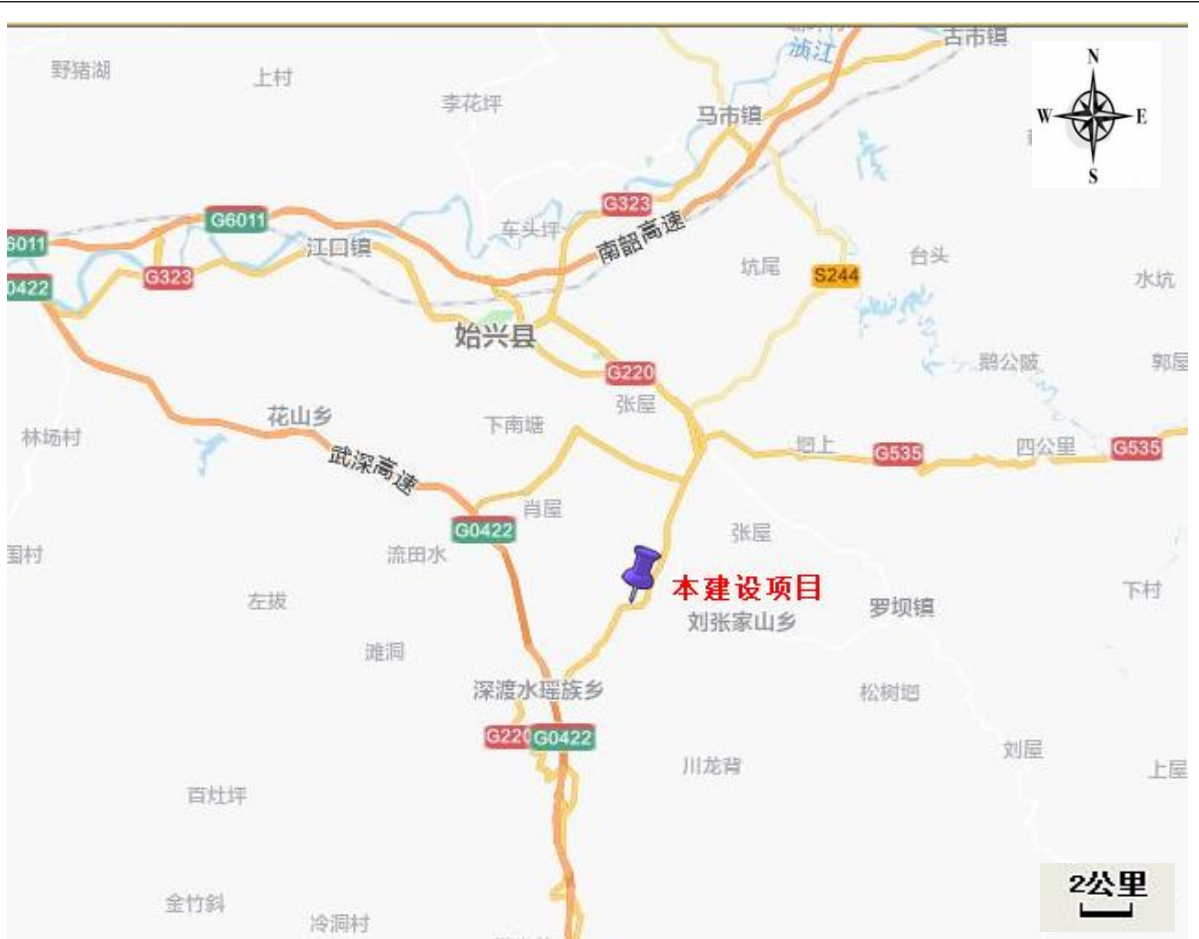 古市镇
浈江
野猪湖
上村
N
李花坪
马市镇
W
E
S
G323
G6011
车头坪
南韶高速
6011
江口镇
台头
坑尾
S244
G323
水坑
0422
始兴县
鹅公陂
郭屋
G220
张屋
花山乡
下南塘
林场村
武深高速
四公里
G535
G535
肖屋
G0422
张屋
流田水
国村
本建设项目
下村
左拔
罗坝镇
刘张家山乡
滩洞
深渡水瑶族乡
松树吧
G220
G0422
刘屋
川龙背
上屋
百灶坪
2公里
金竹斜
冷洞村